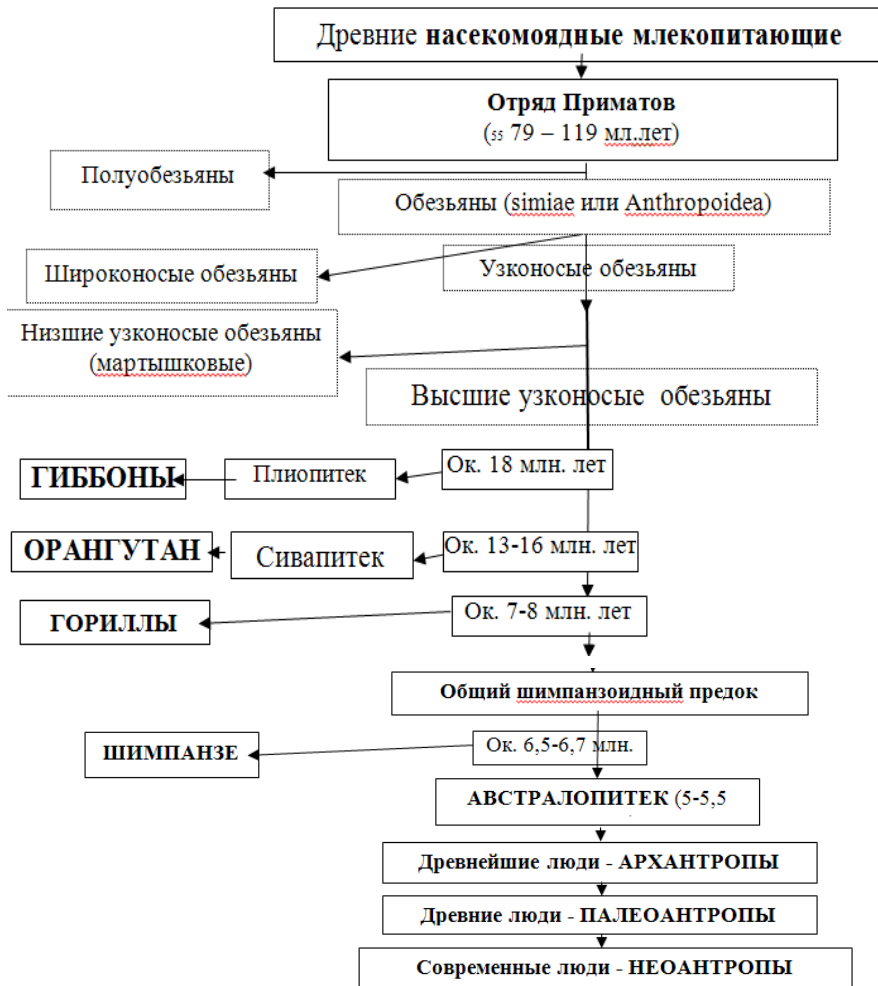 Древние насекомоядные млекопитающие
Отряд Приматов
(55 79 – 119 мл.лет)
Полуобезьяны
Обезьяны (simiae или Anthropoidea)
Широконосые обезьяны
Узконосые обезьяны
Низшие узконосые обезьяны
(мартышковые)
Высшие узконосые обезьяны
ГИББОНЫ
Плиопитек
Ок. 18 млн. лет
ОРАНГУТАН
Сивапитек
Ок. 13-16 млн. лет
ГОРИЛЛЫ
Ок. 7-8 млн. лет
Общий шимпанзоидный предок
ШИМПАНЗЕ
Ок. 6,5-6,7 млн.
АВСТРАЛОПИТЕК (5-5,5
Древнейшие люди - АРХАНТРОПЫ
Древние люди - ПАЛЕОАНТРОПЫ
Современные люди - НЕОАНТРОПЫ